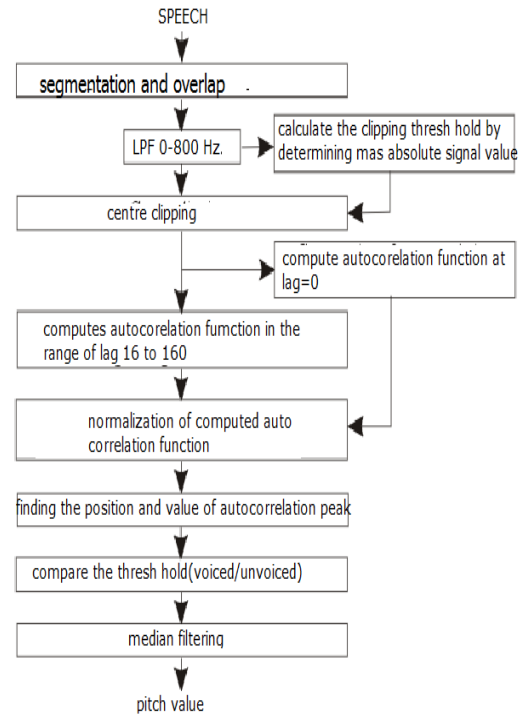 SPEECH
segmentation and overlap
LPF 0-800 Hz.
calculate the clipping thresh hold by
determining mas absolute signal value
centre clipping
compute autocorelation function at
lag=0
computes autocorelation fumction in the
range of lag 16 to 160
normalization of computed auto
correlation function
finding the position and value of autocorrelation peak
compare the thresh hold(voiced/unvoiced)
median filtering
pitch value